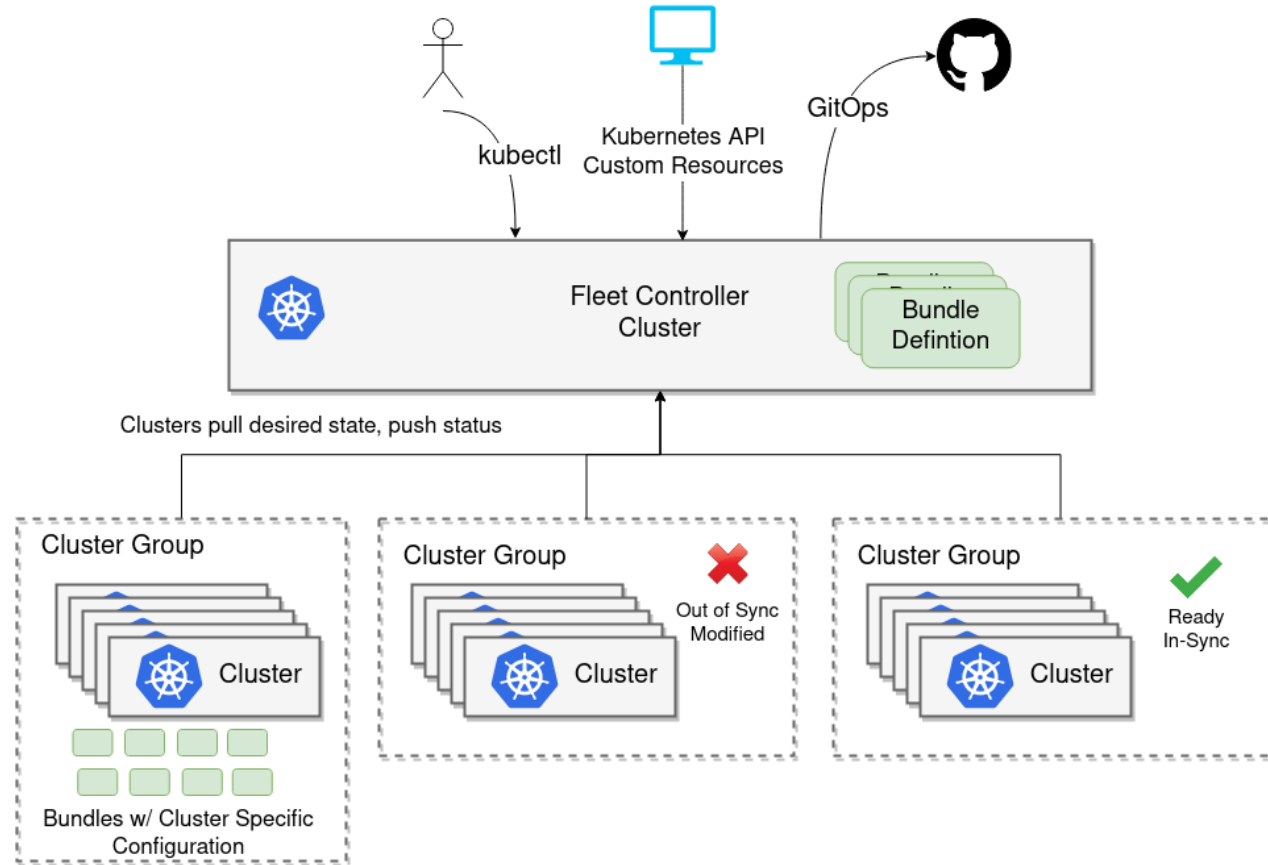 kubectl
Kubernetes API
Custom Resources
GitOps
Fleet Controller
Cluster
Bundle
Defintion
Clusters pull desired state, push status
Cluster Group
Cluster
Bundles w/ Cluster Specific
Configuration
Cluster Group
Out of Sync
Modified
Cluster
Cluster Group
Ready
In-Sync
Cluster